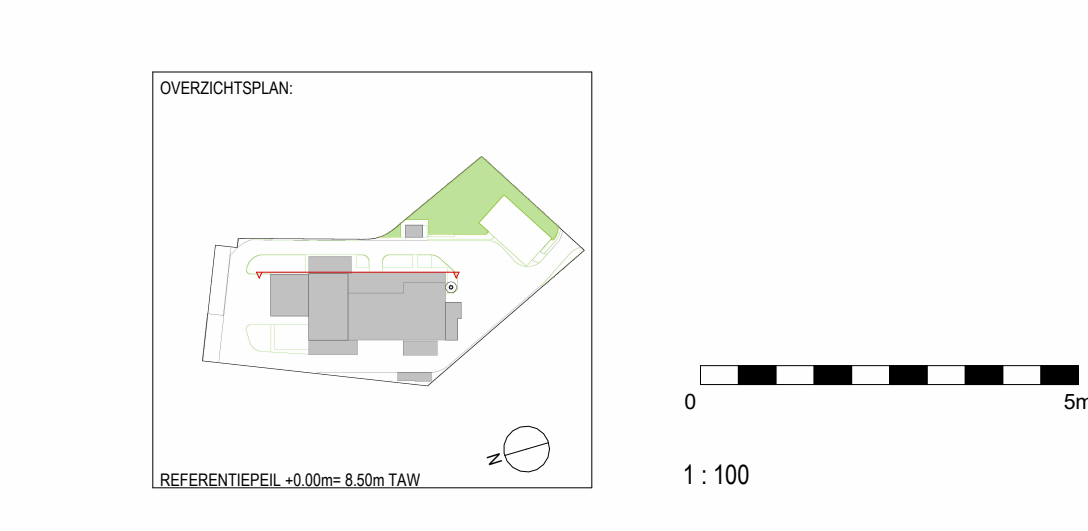 OVERZICHTSPLAN:
N
REFERENTIEPEIL +0.00m= 8.50m TAW
0 5m
1 : 100